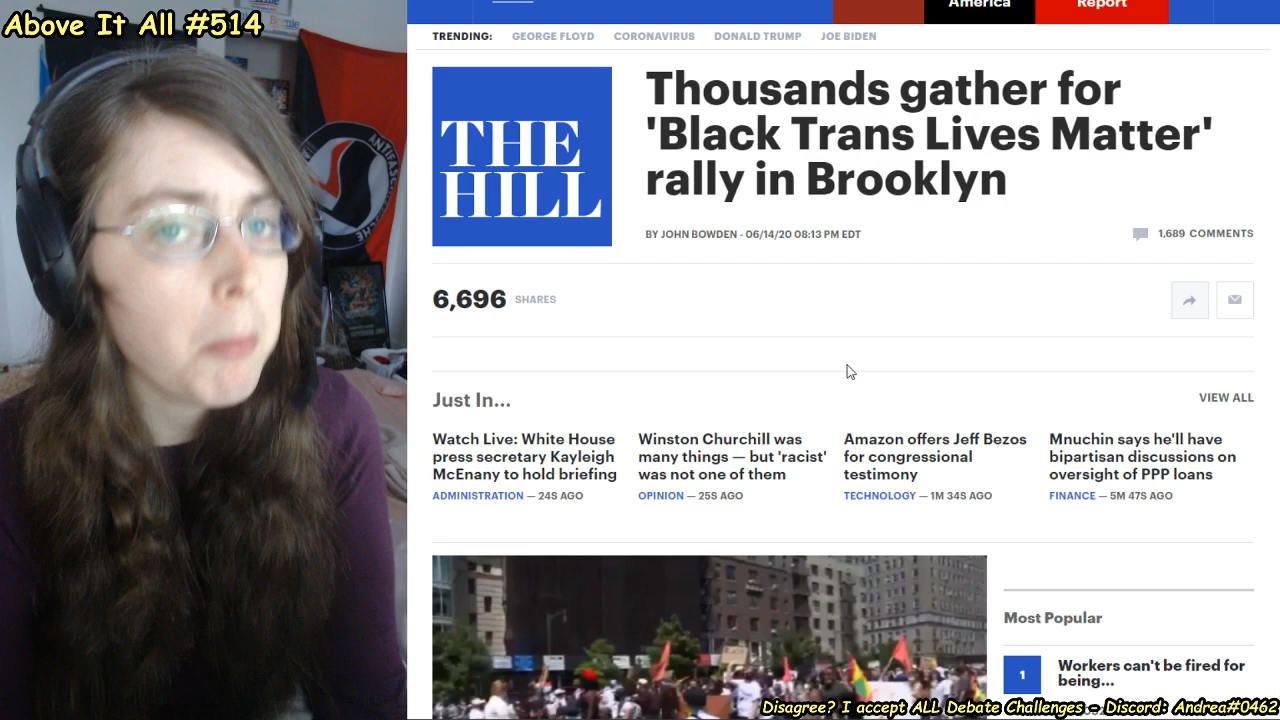 Above It All #514
ANTIFASCHISTISCHE
America
Report
TRENDING:
GEORGE FLOYD
CORONAVIRUS
DONALD TRUMP
JOE BIDEN
THE
HILL
Thousands gather for
'Black Trans Lives Matter'
rally in Brooklyn
BY JOHN BOWDEN - 06/14/20 08:13 PM EDT
1,689 COMMENTS
6,696 SHARES
Just In...
VIEW ALL
Watch Live: White House
press secretary Kayleigh
McEnany to hold briefing
ADMINISTRATION — 24S AGO
Winston Churchill was
many things — but 'racist'
was not one of them
OPINION — 25S AGO
Amazon offers Jeff Bezos
for congressional
testimony
TECHNOLOGY — 1M 34S AGO
Mnuchin says he'll have
bipartisan discussions on
oversight of PPP loans
FINANCE — 5M 47S AGO
Most Popular
1
Workers can't be fired for
being...
Disagree? I accept ALL Debate Challenges - Discord: Andrea#0462